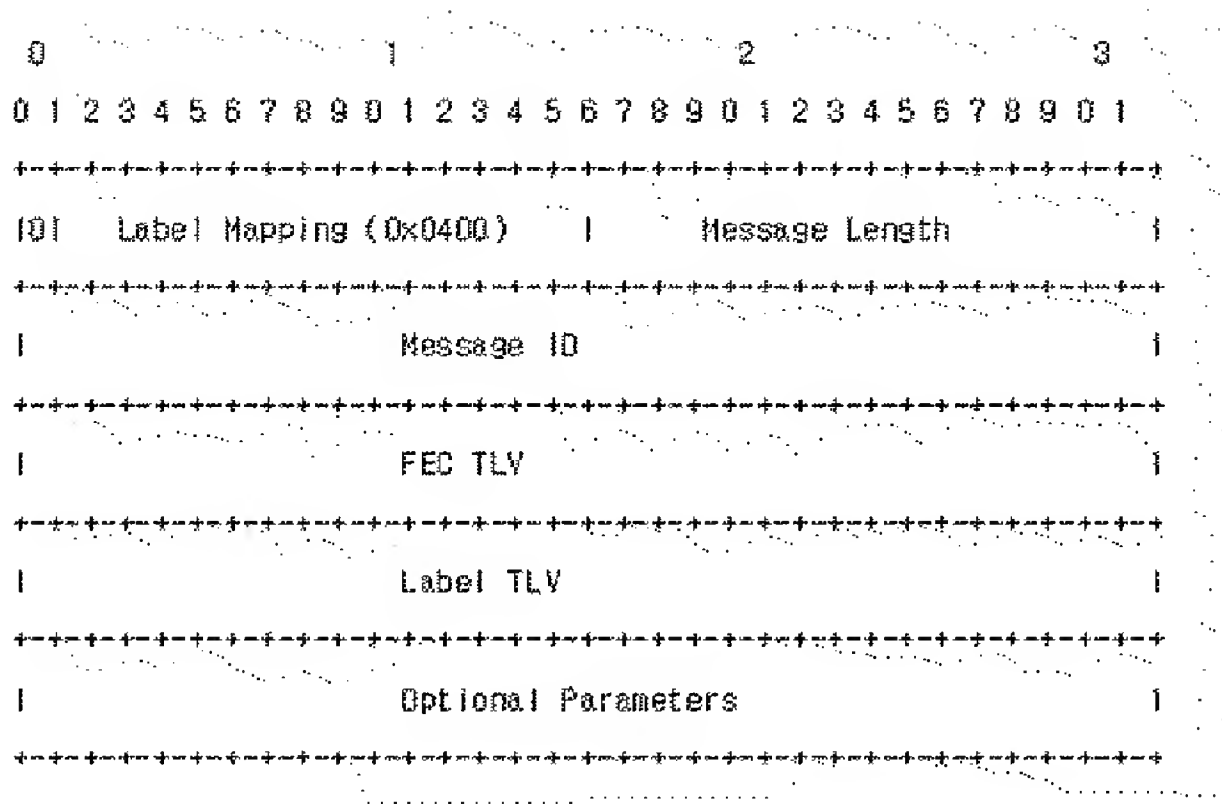 0 1 2 3
0 1 2 3 4 5 6 7 8 9 0 1 2 3 4 5 6 7 8 9 0 1 2 3 4 5 6 7 8 9 0 1
+-+-+-+-+-+-+-+-+-+-+-+-+-+-+-+-+-+-+-+-+-+-+-+-+-+-+-+-+-+-+-+-+
|0| Label Mapping (0x0400) | Message Length |
+-+-+-+-+-+-+-+-+-+-+-+-+-+-+-+-+-+-+-+-+-+-+-+-+-+-+-+-+-+-+-+-+
| Message ID |
+-+-+-+-+-+-+-+-+-+-+-+-+-+-+-+-+-+-+-+-+-+-+-+-+-+-+-+-+-+-+-+-+
| FEC TLV |
+-+-+-+-+-+-+-+-+-+-+-+-+-+-+-+-+-+-+-+-+-+-+-+-+-+-+-+-+-+-+-+-+
| Label TLV |
+-+-+-+-+-+-+-+-+-+-+-+-+-+-+-+-+-+-+-+-+-+-+-+-+-+-+-+-+-+-+-+-+
| Optional Parameters |
+-+-+-+-+-+-+-+-+-+-+-+-+-+-+-+-+-+-+-+-+-+-+-+-+-+-+-+-+-+-+-+-+